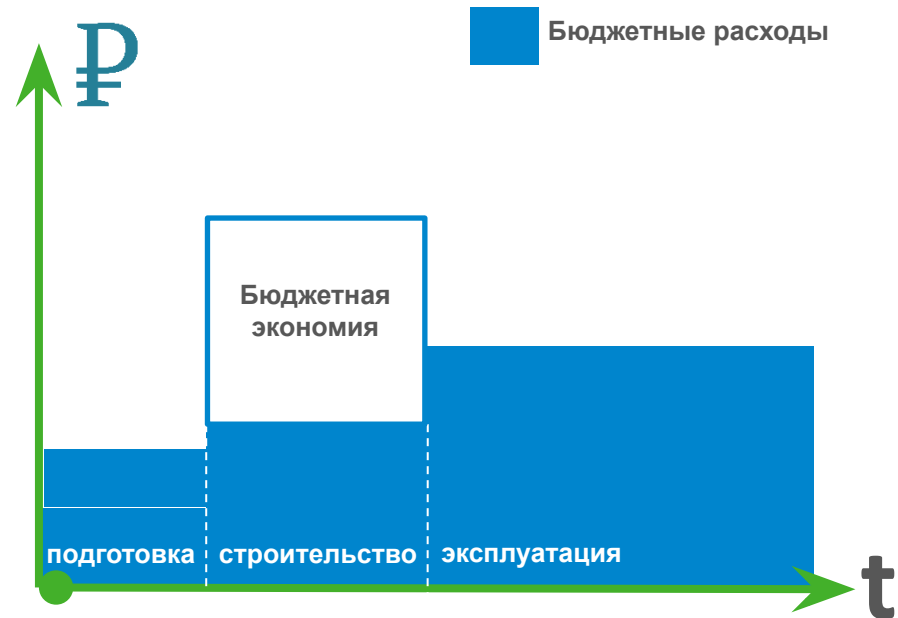 ₽
Бюджетные расходы
Бюджетная
экономия
подготовка
строительство
эксплуатация
t